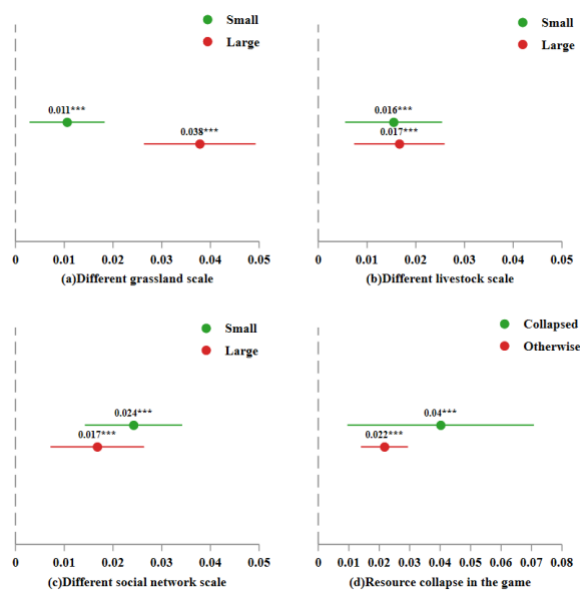 Small
Large
0.011***
0.038***
0 0.01 0.02 0.03 0.04 0.05
(a)Different grassland scale
Small
Large
0.016***
0.017***
0 0.01 0.02 0.03 0.04 0.05
(b)Different livestock scale
Small
Large
0.024***
0.017***
0 0.01 0.02 0.03 0.04 0.05
(c)Different social network scale
Collapsed
Otherwise
0.04***
0.022***
0 0.01 0.02 0.03 0.04 0.05 0.06 0.07 0.08
(d)Resource collapse in the game